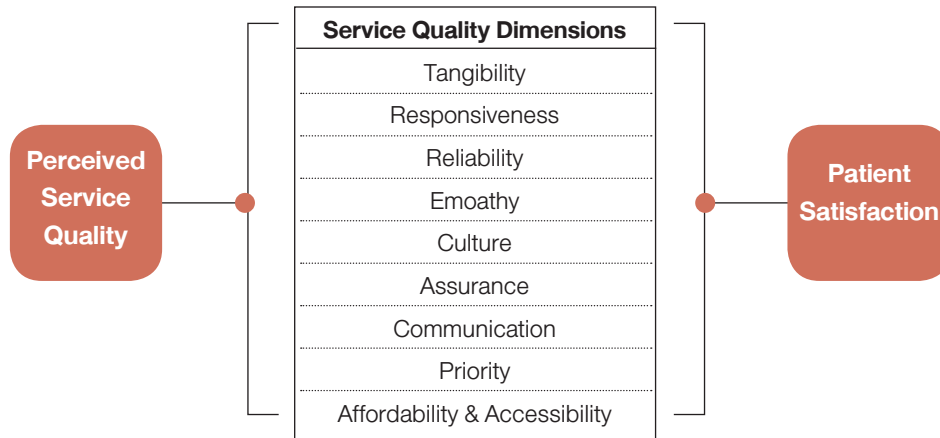 Perceived
Service
Quality
Service Quality Dimensions
Tangibility
Responsiveness
Reliability
Emoathy
Culture
Assurance
Communication
Priority
Affordability & Accessibility
Patient
Satisfaction